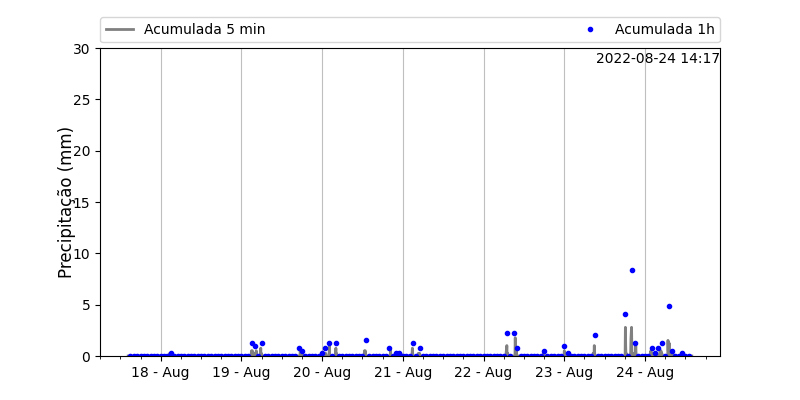 Acumulada 5 min
Acumulada 1h
2022-08-24 14:17
Precipitação (mm)
30
25
20
15
10
5
0
18 - Aug
19 - Aug
20 - Aug
21 - Aug
22 - Aug
23 - Aug
24 - Aug